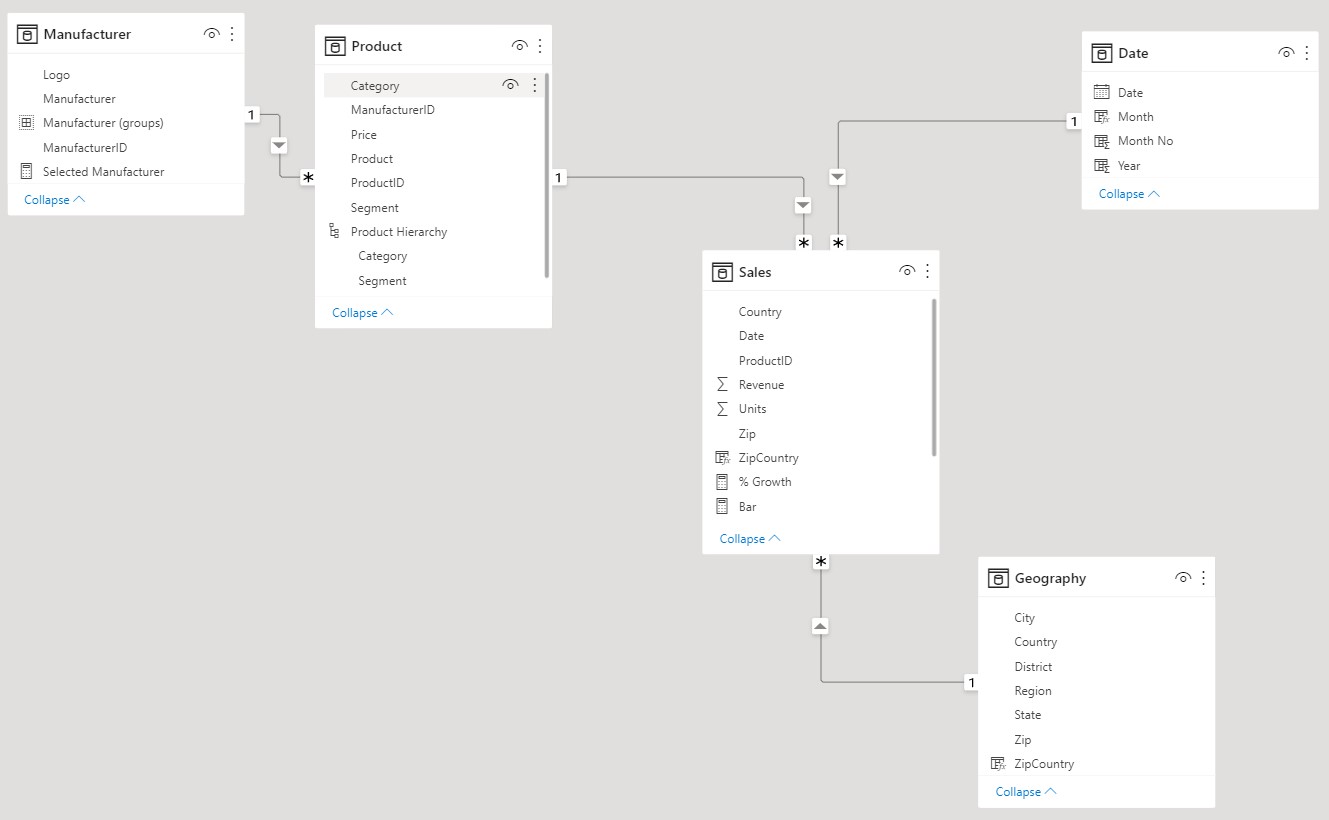 Manufacturer
Logo
Manufacturer
Manufacturer (groups)
ManufacturerID
Selected Manufacturer
Collapse
1
*
Product
Category
ManufacturerID
Price
Product
ProductID
Segment
Product Hierarchy
Category
Segment
Collapse
1
*
Date
Date
Month
Month No
Year
Collapse
1
*
Sales
Country
Date
ProductID
Revenue
Units
Zip
ZipCountry
% Growth
Bar
Collapse
*
1
Geography
City
Country
District
Region
State
Zip
ZipCountry
Collapse